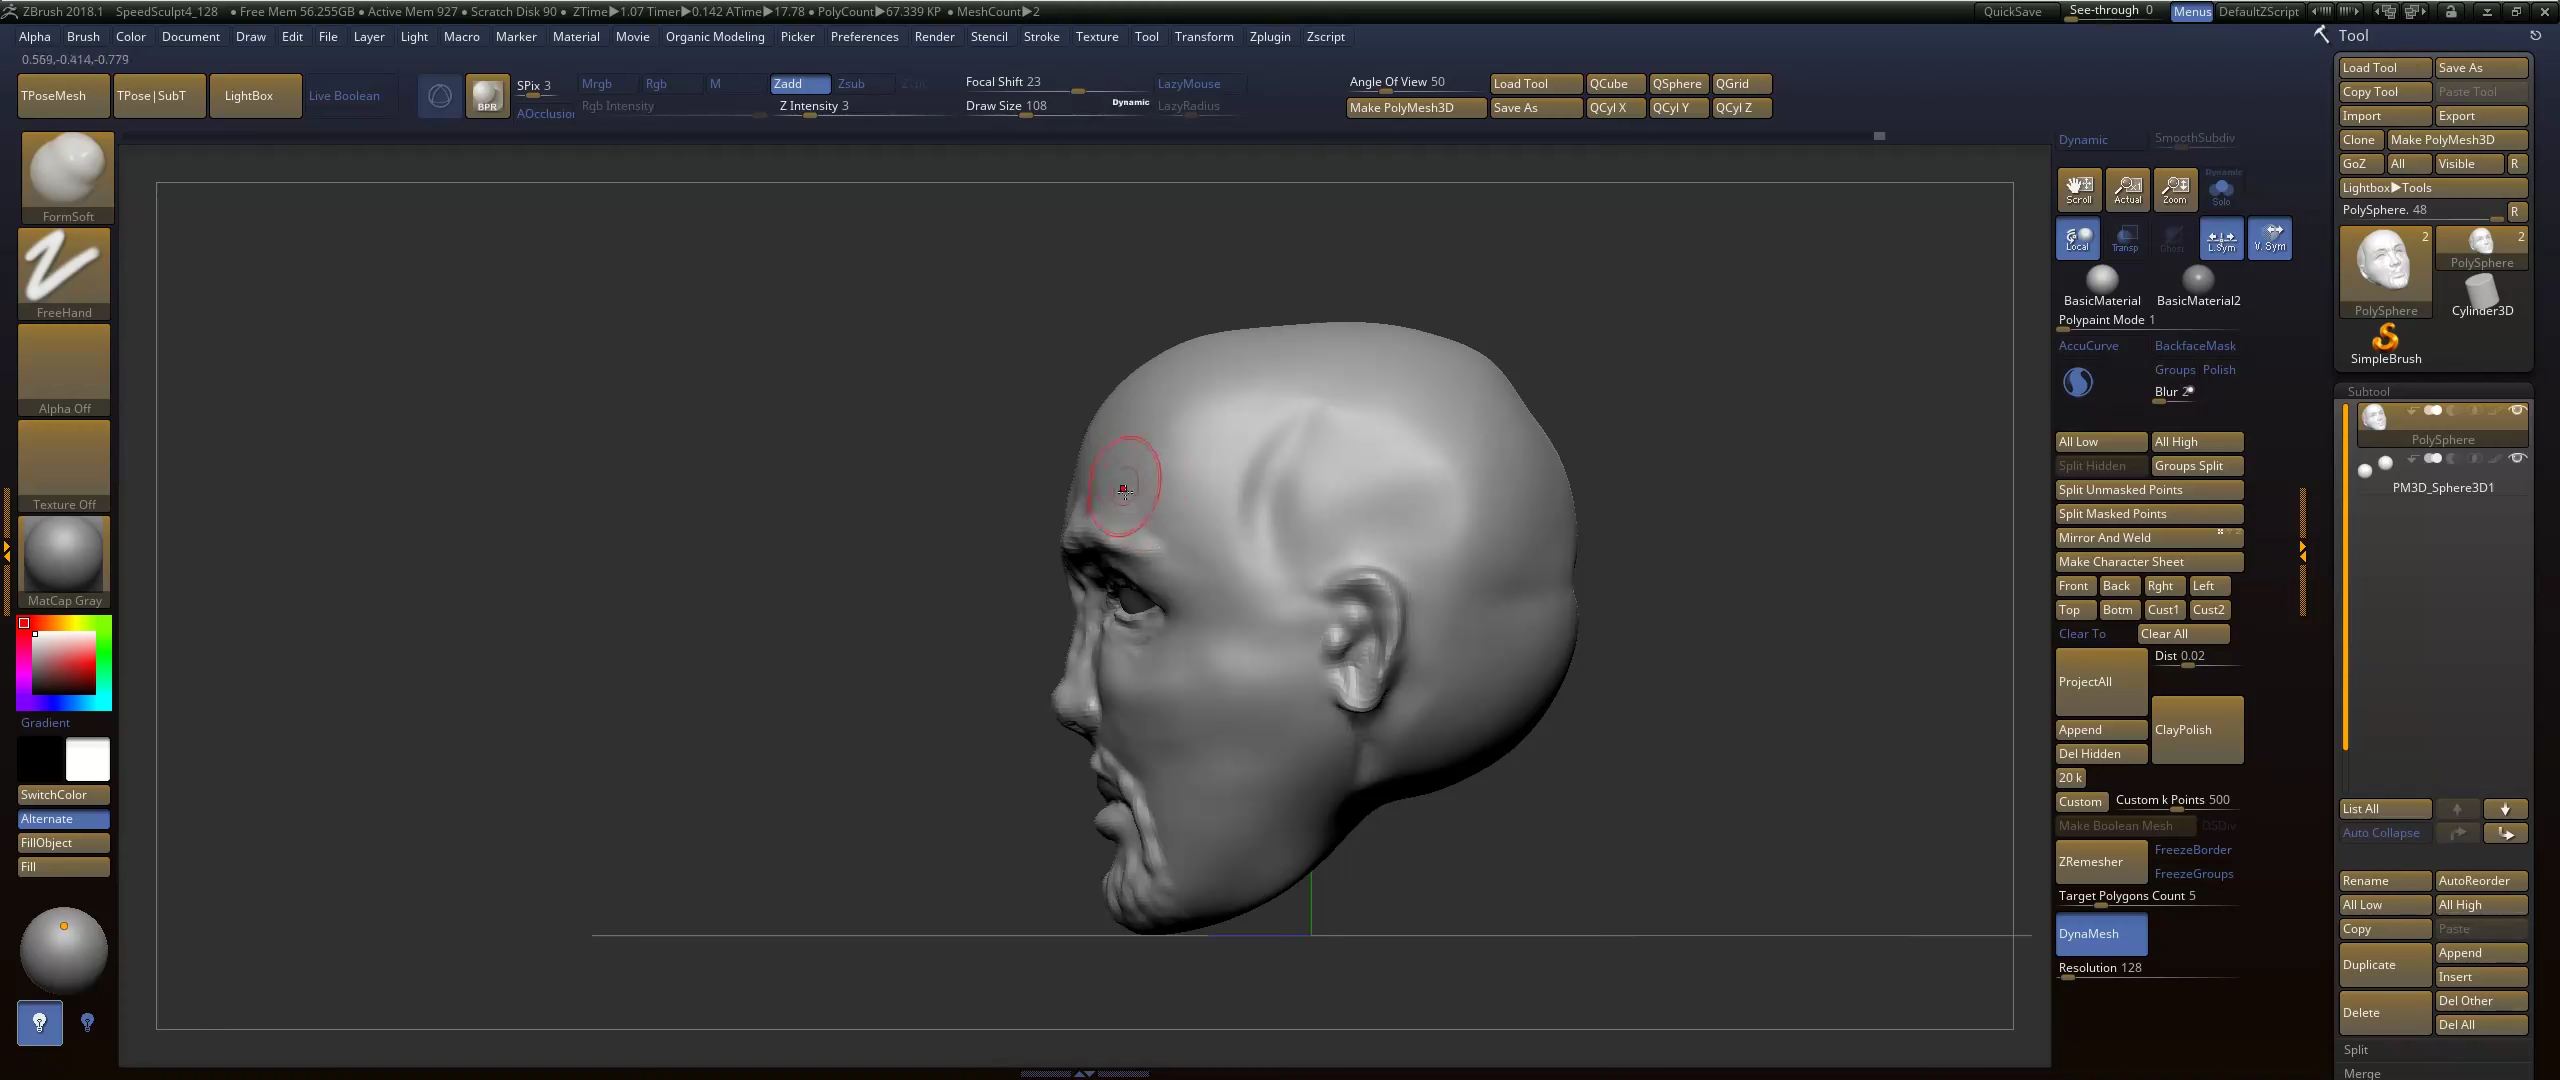 ZBrush 2018.1 SpeedSculpt4_128 • Free Mem 56.255GB • Active Mem 927 • Scratch Disk 90 • ZTime▶1.07 Timer▶0.142 ATime▶17.78 • PolyCount▶67.339 KP • MeshCount▶2
QuickSave See-through 0 Menus DefaultZScript
Alpha Brush Color Document Draw Edit File Layer Light Macro Marker Material Movie Organic Modeling Picker Preferences Render Stencil Stroke Texture Tool Transform Zplugin Zscript
0.569,-0.414,-0.779
TPoseMesh TPose|SubT LightBox Live Boolean
BPR
SPix 3
AOcclusion
Mrgb Rgb M Zadd Zsub
Rgb Intensity Z Intensity 3
Focal Shift 23
Draw Size 108 Dynamic
LazyMouse
LazyRadius
Angle Of View 50 Load Tool QCube QSphere QGrid
Make PolyMesh3D Save As QCyl X QCyl Y QCyl Z
FormSoft
FreeHand
Alpha Off
Texture Off
MatCap Gray
Gradient
SwitchColor
Alternate
FillObject
Fill
Dynamic SmoothSubdiv
Scroll Actual Zoom Dynamic Solo
Local Transp Ghost L.Sym V. Sym
BasicMaterial BasicMaterial2
Polypaint Mode 1
AccuCurve BackfaceMask
Groups Polish
Blur 2
All Low All High
Split Hidden Groups Split
Split Unmasked Points
Split Masked Points
Mirror And Weld
Make Character Sheet
Front Back Rght Left
Top Botm Cust1 Cust2
Clear To Clear All
ProjectAll Dist 0.02
Append ClayPolish
Del Hidden
20 k
Custom Custom k Points 500
Make Boolean Mesh DSDiv
ZRemesher FreezeBorder
FreezeGroups
Target Polygons Count 5
DynaMesh
Resolution 128
Tool
Load Tool Save As
Copy Tool Paste Tool
Import Export
Clone Make PolyMesh3D
GoZ All Visible R
Lightbox▶Tools
PolySphere. 48 R
2 2
PolySphere
PolySphere Cylinder3D
SimpleBrush
Subtool
PolySphere
PM3D_Sphere3D1
List All
Auto Collapse
Rename AutoReorder
All Low All High
Copy Paste
Duplicate Append
Insert
Delete Del Other
Del All
Split
Merge